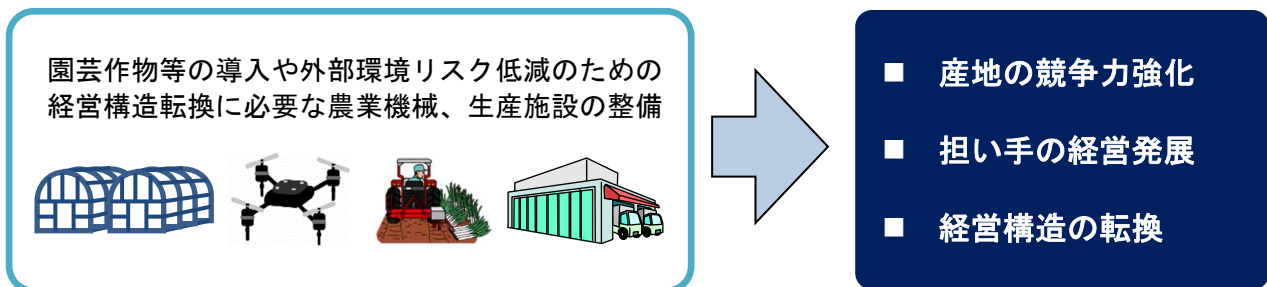 園芸作物等の導入や外部環境リスク低減のための
経営構造転換に必要な農業機械、生産施設の整備
■ 産地の競争力強化
■ 担い手の経営発展
■ 経営構造の転換